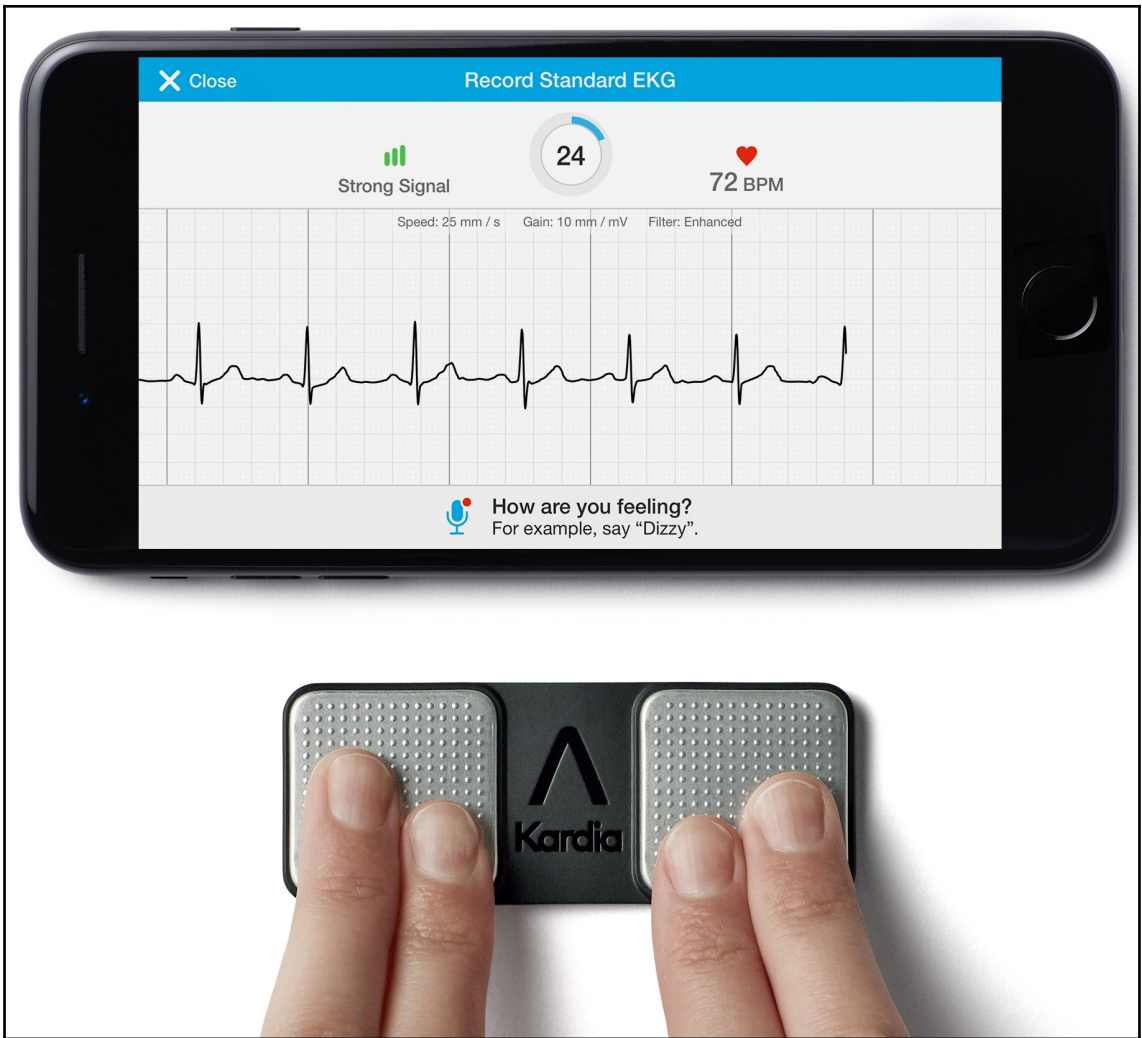 Close
Record Standard EKG
24
Strong Signal
72 BPM
Speed: 25 mm / s Gain: 10 mm / mV Filter: Enhanced
How are you feeling?
For example, say “Dizzy”.
Kardia